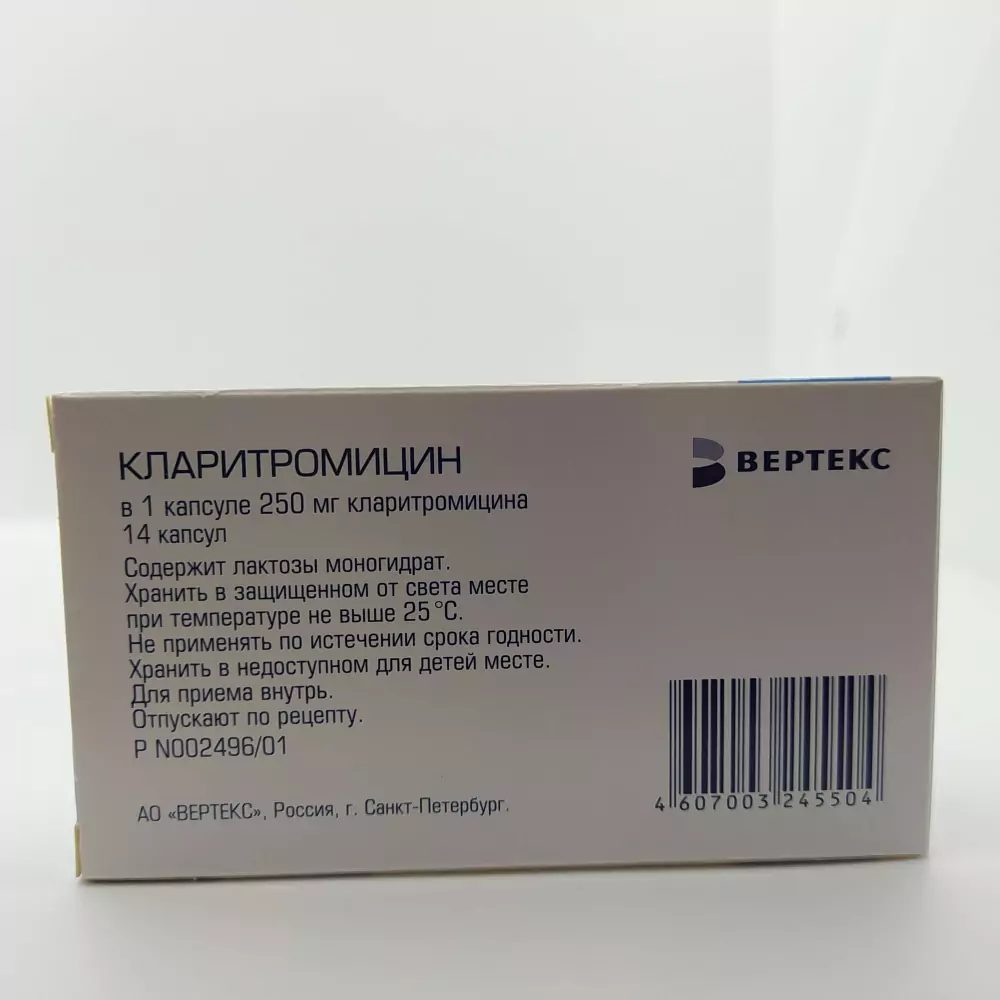 КЛАРИТРОМИЦИН
в 1 капсуле 250 мг кларитромицина
14 капсул
Содержит лактозы моногидрат.
Хранить в защищенном от света месте
при температуре не выше 25 °C.
Не применять по истечении срока годности.
Хранить в недоступном для детей месте.
Для приема внутрь.
Отпускают по рецепту.
Р N002496/01
АО «ВЕРТЕКС», Россия, г. Санкт-Петербург.
ВЕРТЕКС
4 607003 245504